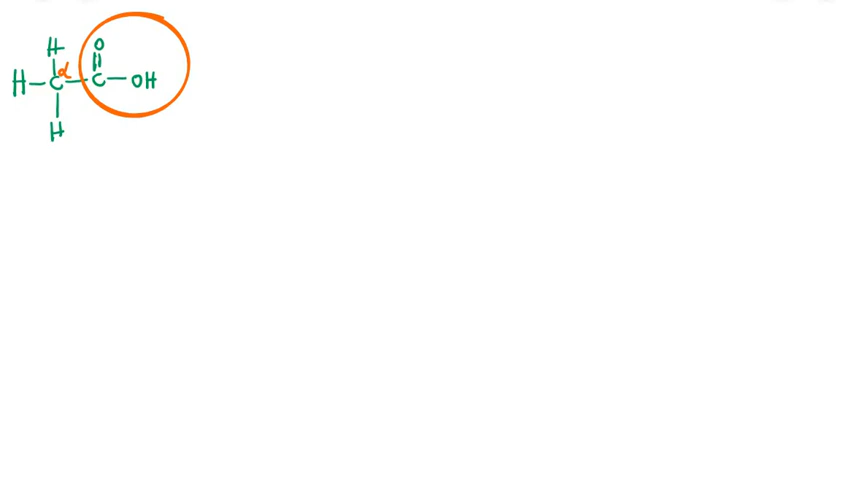 H O
α
H – C – C – OH
H